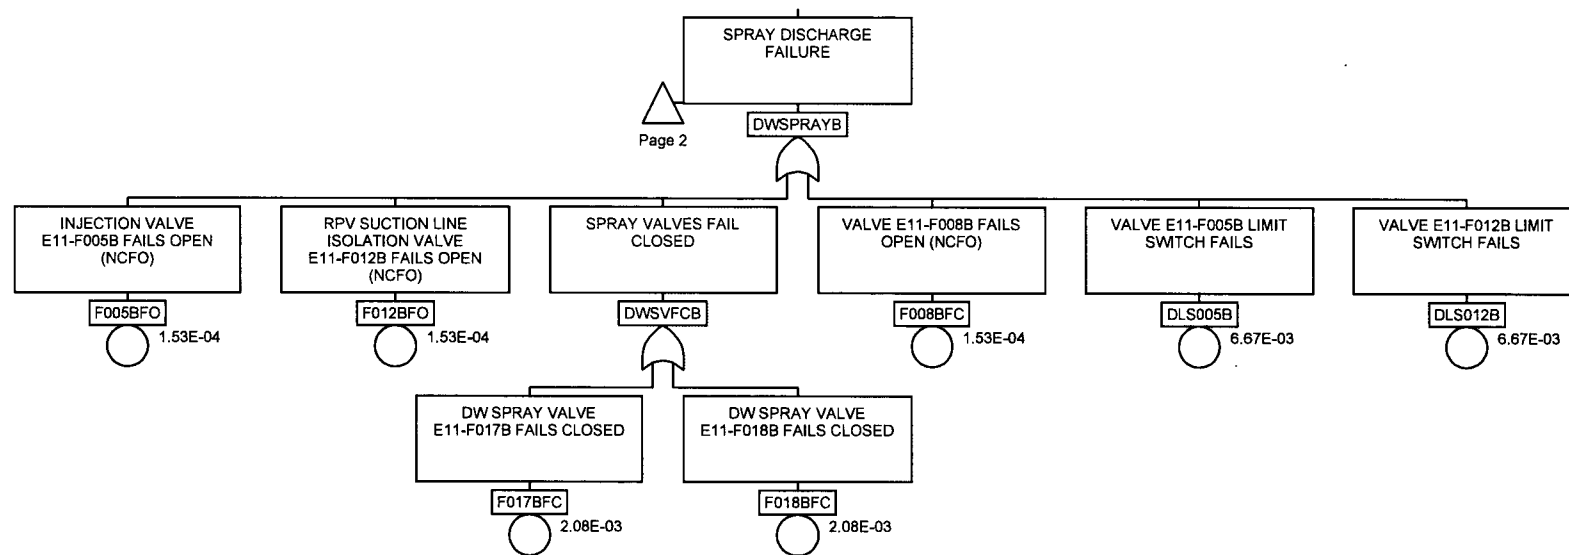 SPRAY DISCHARGE
FAILURE
Page 2
DWSPRAYB
INJECTION VALVE
E11-F005B FAILS OPEN
(NCFO)
F005BFO
1.53E-04
RPV SUCTION LINE
ISOLATION VALVE
E11-F012B FAILS OPEN
(NCFO)
F012BFO
1.53E-04
SPRAY VALVES FAIL
CLOSED
DWSVFCB
VALVE E11-F008B FAILS
OPEN (NCFO)
F008BFC
1.53E-04
VALVE E11-F005B LIMIT
SWITCH FAILS
DLS005B
6.67E-03
VALVE E11-F012B LIMIT
SWITCH FAILS
DLS012B
6.67E-03
DW SPRAY VALVE
E11-F017B FAILS CLOSED
F017BFC
2.08E-03
DW SPRAY VALVE
E11-F018B FAILS CLOSED
F018BFC
2.08E-03